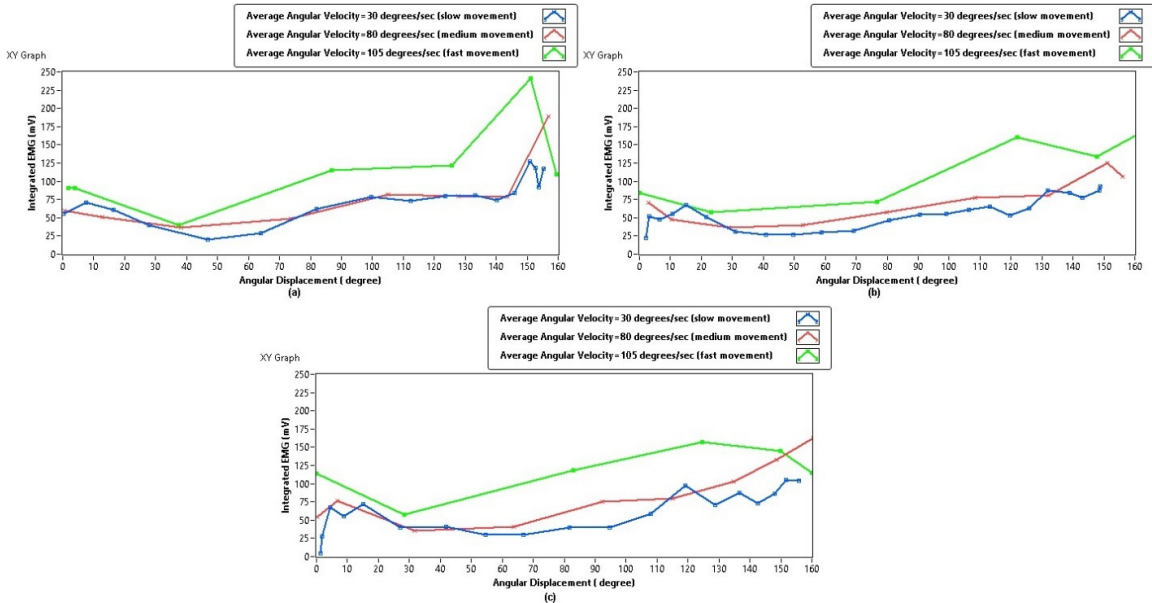 Average Angular Velocity=30 degrees/sec (slow movement)
Average Angular Velocity=80 degrees/sec (medium movement)
Average Angular Velocity=105 degrees/sec (fast movement)
XY Graph
250
225
200
175
150
125
100
75
50
25
0
Integrated EMG (mV)
0 10 20 30 40 50 60 70 80 90 100 110 120 130 140 150 160
Angular Displacement ( degree)
(a)
Average Angular Velocity=30 degrees/sec (slow movement)
Average Angular Velocity=80 degrees/sec (medium movement)
Average Angular Velocity=105 degrees/sec (fast movement)
XY Graph
250
225
200
175
150
125
100
75
50
25
0
Integrated EMG (mV)
0 10 20 30 40 50 60 70 80 90 100 110 120 130 140 150 160
Angular Displacement ( degree)
(b)
Average Angular Velocity=30 degrees/sec (slow movement)
Average Angular Velocity=80 degrees/sec (medium movement)
Average Angular Velocity=105 degrees/sec (fast movement)
XY Graph
250
225
200
175
150
125
100
75
50
25
0
Integrated EMG (mV)
0 10 20 30 40 50 60 70 80 90 100 110 120 130 140 150 160
Angular Displacement ( degree)
(c)